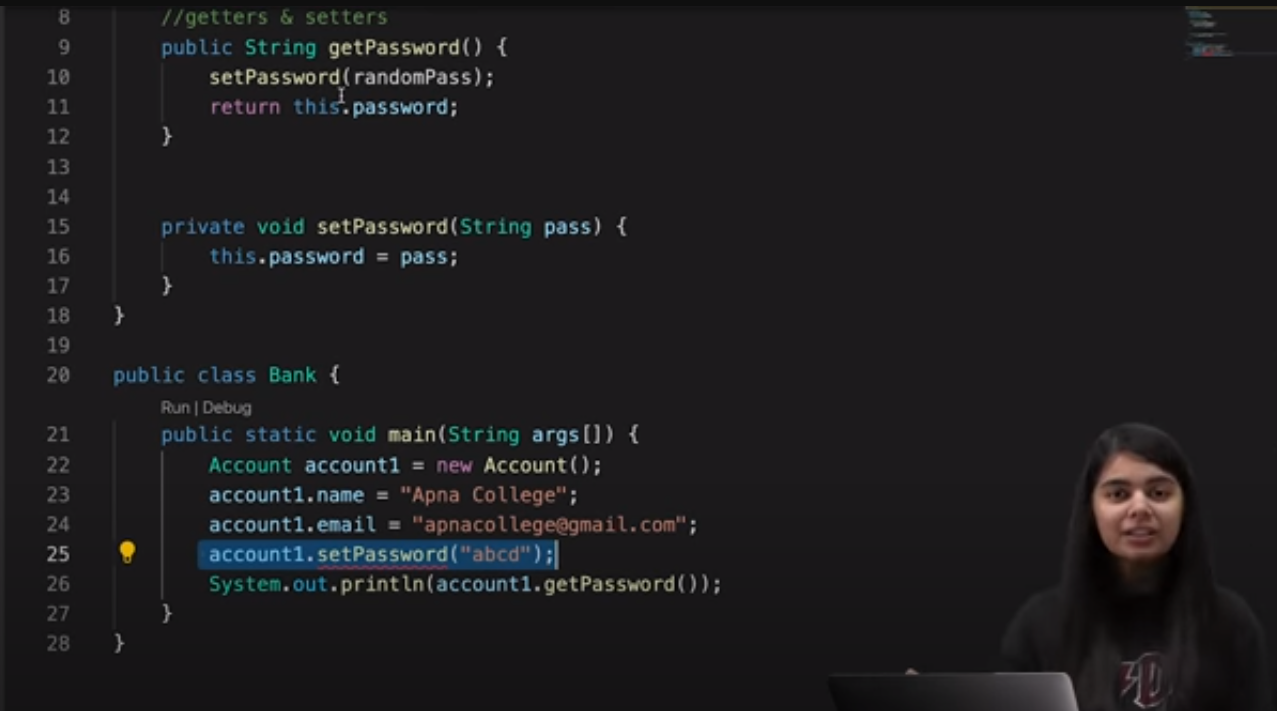 8 //getters & setters
9 public String getPassword() {
10 setPassword(randomPass);
11 return this.password;
12 }
13
14
15 private void setPassword(String pass) {
16 this.password = pass;
17 }
18 }
19
20 public class Bank {
Run | Debug
21 public static void main(String args[]) {
22 Account account1 = new Account();
23 account1.name = "Apna College";
24 account1.email = "apnacollege@gmail.com";
25 account1.setPassword("abcd");
26 System.out.println(account1.getPassword());
27 }
28 }